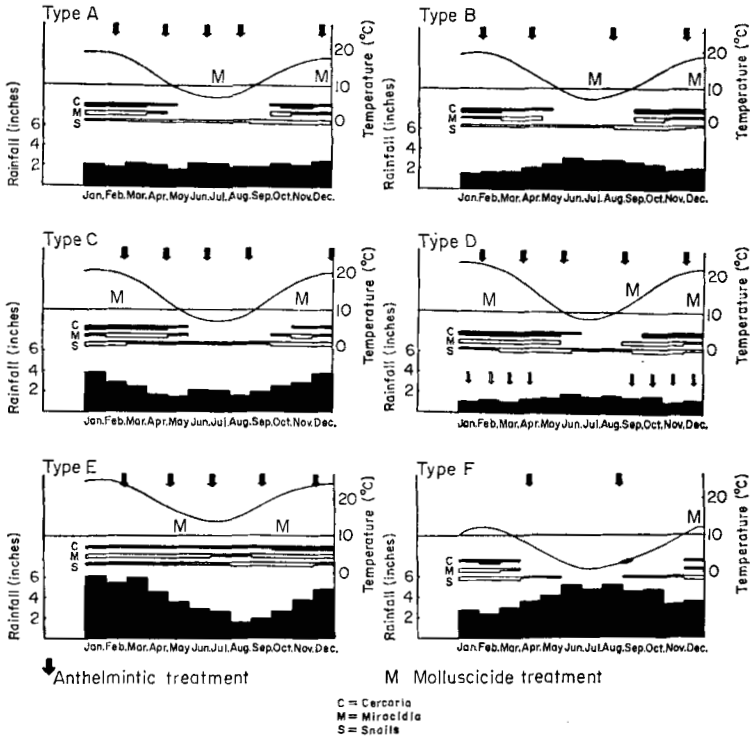 Type A
Type B
Rainfall (inches)
Temperature (°C)
20
10
0
6
4
2
C
M
S
M
M
Jan.Feb.Mar.Apr.May Jun.Jul.Aug.Sep.Oct.Nov.Dec.
Rainfall (inches)
Temperature (°C)
20
10
0
6
4
2
C
M
S
M
M
Jan.Feb.Mar.Apr.May Jun.Jul.Aug.Sep.Oct.Nov.Dec.
Type C
Type D
Rainfall (inches)
Temperature (°C)
20
10
0
6
4
2
C
M
S
M
M
Jan.Feb.Mar.Apr.May Jun.Jul.Aug.Sep.Oct.Nov.Dec.
Rainfall (inches)
Temperature (°C)
20
10
0
6
4
2
C
M
S
M
M
M
Jan.Feb.Mar.Apr.May Jun.Jul.Aug.Sep.Oct.Nov.Dec.
Type E
Type F
Rainfall (inches)
Temperature (°C)
20
10
0
6
4
2
C
M
S
M
M
Jan.Feb.Mar.Apr.May Jun.Jul.Aug.Sep.Oct.Nov.Dec.
Rainfall (inches)
Temperature (°C)
20
10
0
6
4
2
C
M
S
M
Jan.Feb.Mar.Apr.May Jun.Jul.Aug.Sep.Oct.Nov.Dec.
Anthelmintic treatment
M Molluscicide treatment
C = Cercaria
M = Miracidia
S = Snails